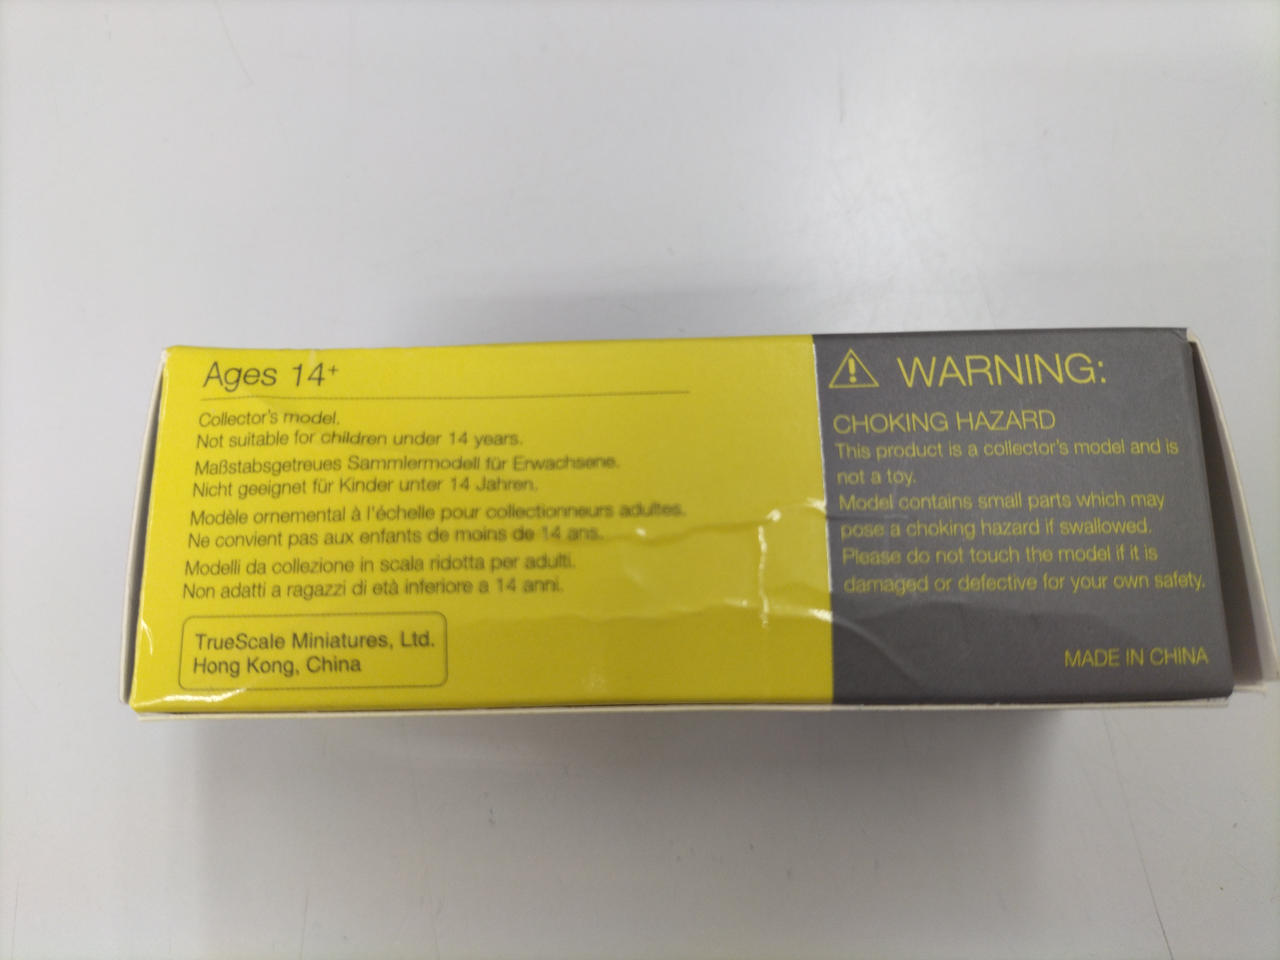 Ages 14+
Collector's model.
Not suitable for children under 14 years.
Maßstabsgetreues Sammlermodell für Erwachsene.
Nicht geeignet für Kinder unter 14 Jahren.
Modèle ornemental à l'échelle pour collectionneurs adultes.
Ne convient pas aux enfants de moins de 14 ans.
Modelli da collezione in scala ridotta per adulti.
Non adatti a ragazzi di età inferiore a 14 anni.
TrueScale Miniatures, Ltd.
Hong Kong, China
WARNING:
CHOKING HAZARD
This product is a collector's model and is
not a toy.
Model contains small parts which may
pose a choking hazard if swallowed.
Please do not touch the model if it is
damaged or defective for your own safety.
MADE IN CHINA